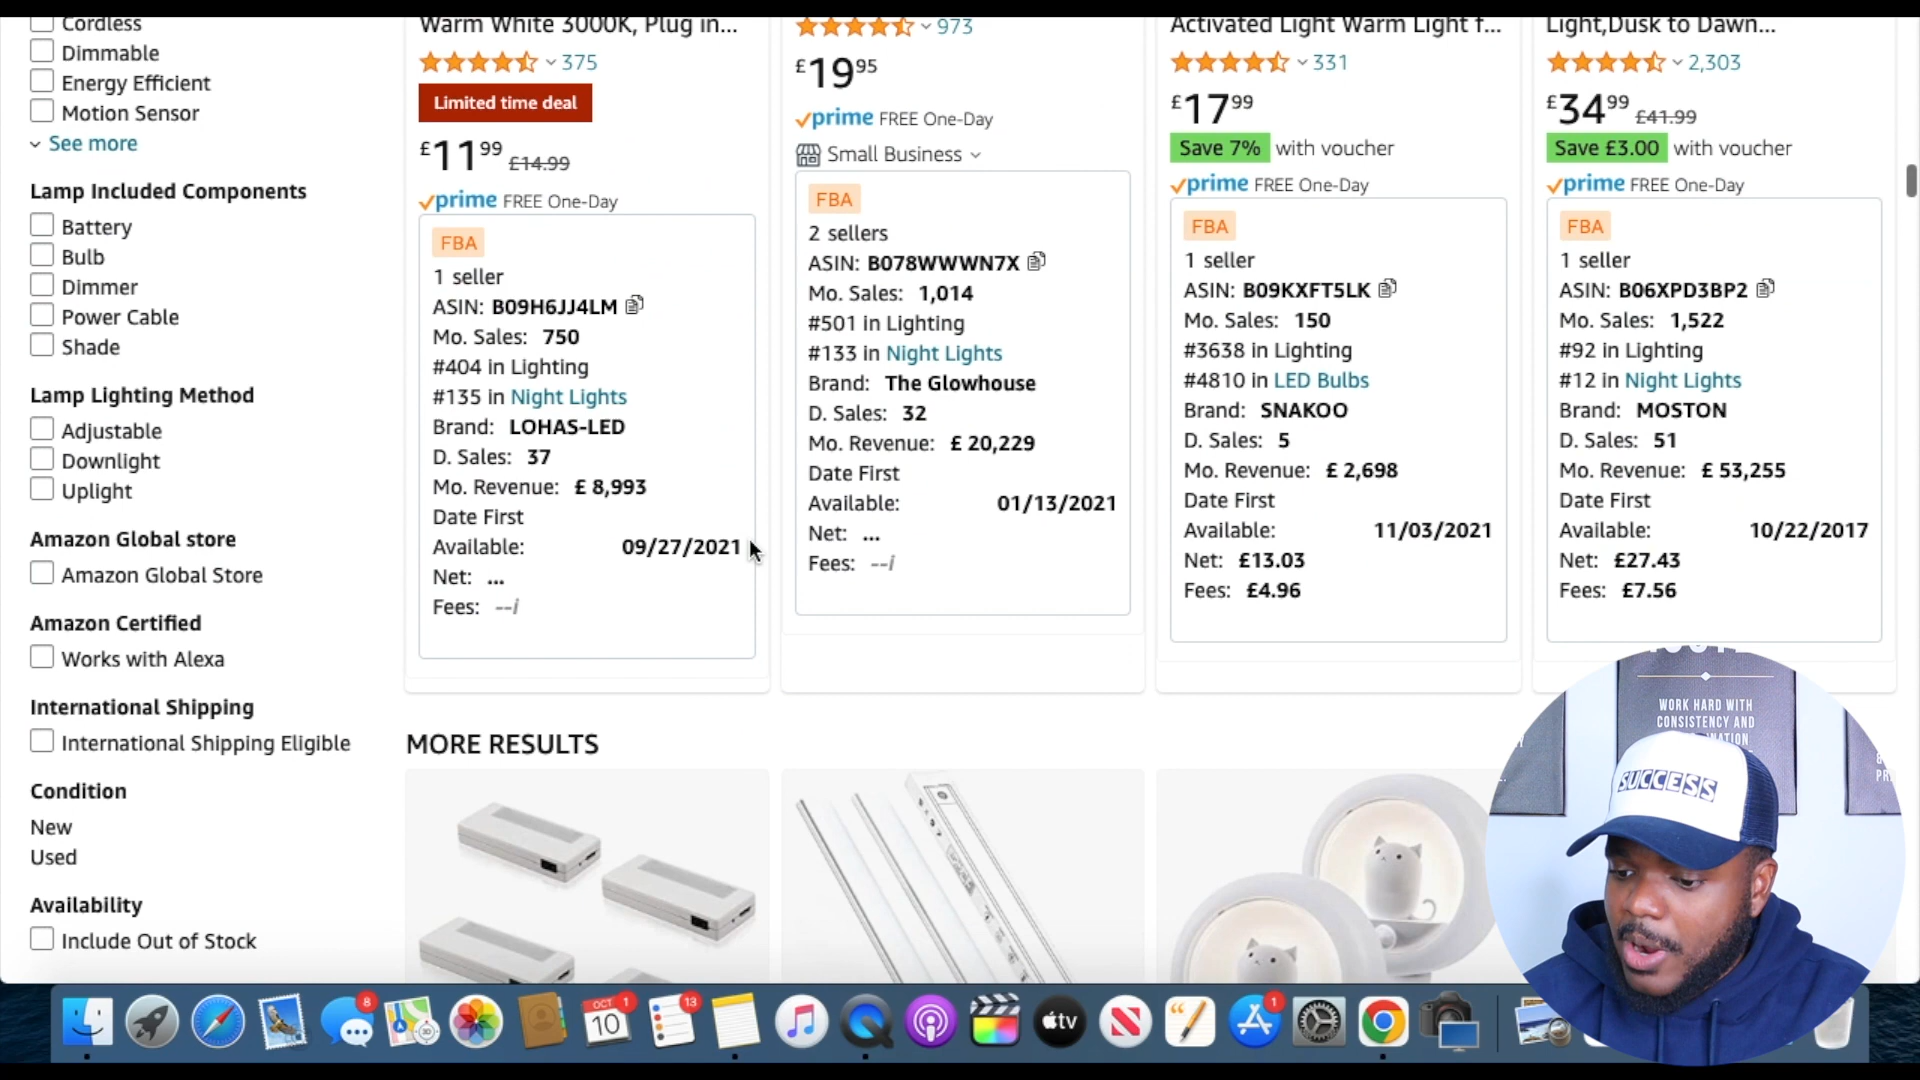 Cordless
Dimmable
Energy Efficient
Motion Sensor
See more
Lamp Included Components
Battery
Bulb
Dimmer
Power Cable
Shade
Lamp Lighting Method
Adjustable
Downlight
Uplight
Amazon Global store
Amazon Global Store
Amazon Certified
Works with Alexa
International Shipping
International Shipping Eligible
Condition
New
Used
Availability
Include Out of Stock
Warm White 3000K, Plug in...
375
Limited time deal
£11.99 £14.99
prime FREE One-Day
FBA
1 seller
ASIN: B09H6JJ4LM
Mo. Sales: 750
#404 in Lighting
#135 in Night Lights
Brand: LOHAS-LED
D. Sales: 37
Mo. Revenue: £ 8,993
Date First
Available: 09/27/2021
Net: ...
Fees: --i
973
£19.95
prime FREE One-Day
Small Business
FBA
2 sellers
ASIN: B078WWWN7X
Mo. Sales: 1,014
#501 in Lighting
#133 in Night Lights
Brand: The Glowhouse
D. Sales: 32
Mo. Revenue: £ 20,229
Date First
Available: 01/13/2021
Net: ...
Fees: --i
Activated Light Warm Light f...
331
£17.99
Save 7% with voucher
prime FREE One-Day
FBA
1 seller
ASIN: B09KXFT5LK
Mo. Sales: 150
#3638 in Lighting
#4810 in LED Bulbs
Brand: SNAKOO
D. Sales: 5
Mo. Revenue: £ 2,698
Date First
Available: 11/03/2021
Net: £13.03
Fees: £4.96
Light,Dusk to Dawn...
2,303
£34.99 £41.99
Save £3.00 with voucher
prime FREE One-Day
FBA
1 seller
ASIN: B06XPD3BP2
Mo. Sales: 1,522
#92 in Lighting
#12 in Night Lights
Brand: MOSTON
D. Sales: 51
Mo. Revenue: £ 53,255
Date First
Available: 10/22/2017
Net: £27.43
Fees: £7.56
MORE RESULTS
WORK HARD WITH
CONSISTENCY AND
SUCCESS
8
OCT 1
10
13
tv
1